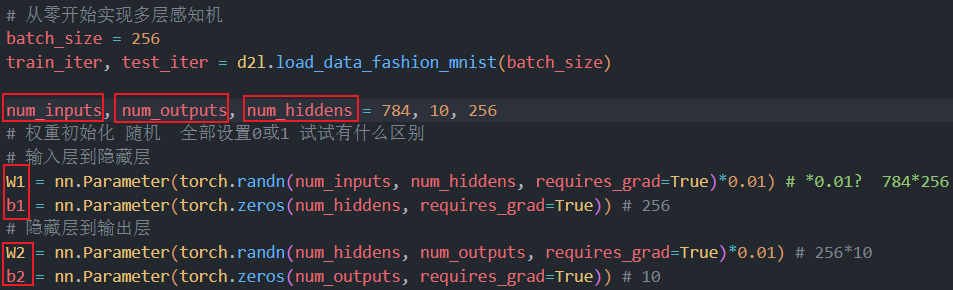 # 从零开始实现多层感知机
batch_size = 256
train_iter, test_iter = d2l.load_data_fashion_mnist(batch_size)
num_inputs, num_outputs, num_hiddens = 784, 10, 256
# 权重初始化 随机  全部设置0或1 试试有什么区别
# 输入层到隐藏层
W1 = nn.Parameter(torch.randn(num_inputs, num_hiddens, requires_grad=True)*0.01) # *0.01?  784*256
b1 = nn.Parameter(torch.zeros(num_hiddens, requires_grad=True)) # 256
# 隐藏层到输出层
W2 = nn.Parameter(torch.randn(num_hiddens, num_outputs, requires_grad=True)*0.01) # 256*10
b2 = nn.Parameter(torch.zeros(num_outputs, requires_grad=True)) # 10